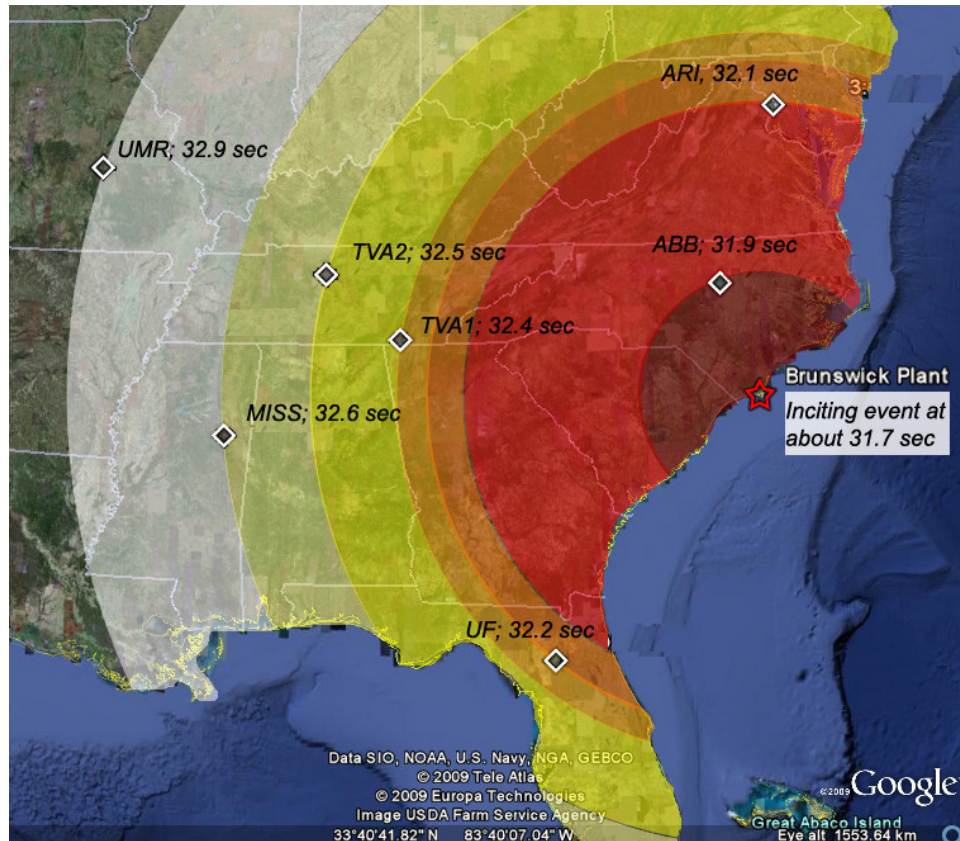 ARI, 32.1 sec
3:
UMR; 32.9 sec
ABB; 31.9 sec
TVA2; 32.5 sec
TVA1; 32.4 sec
Brunswick Plant
MISS; 32.6 sec
Inciting event at
about 31.7 sec
UF; 32.2 sec
Data SIO, NOAA, U.S. Navy, NGA, GEBCO
© 2009 Tele Atlas
© 2009 Europa Technologies
Image USDA Farm Service Agency
©2009 Google
Great Abaco Island
33°40'41.82" N 83°40'07.04" W
Eye alt 1553.64 km